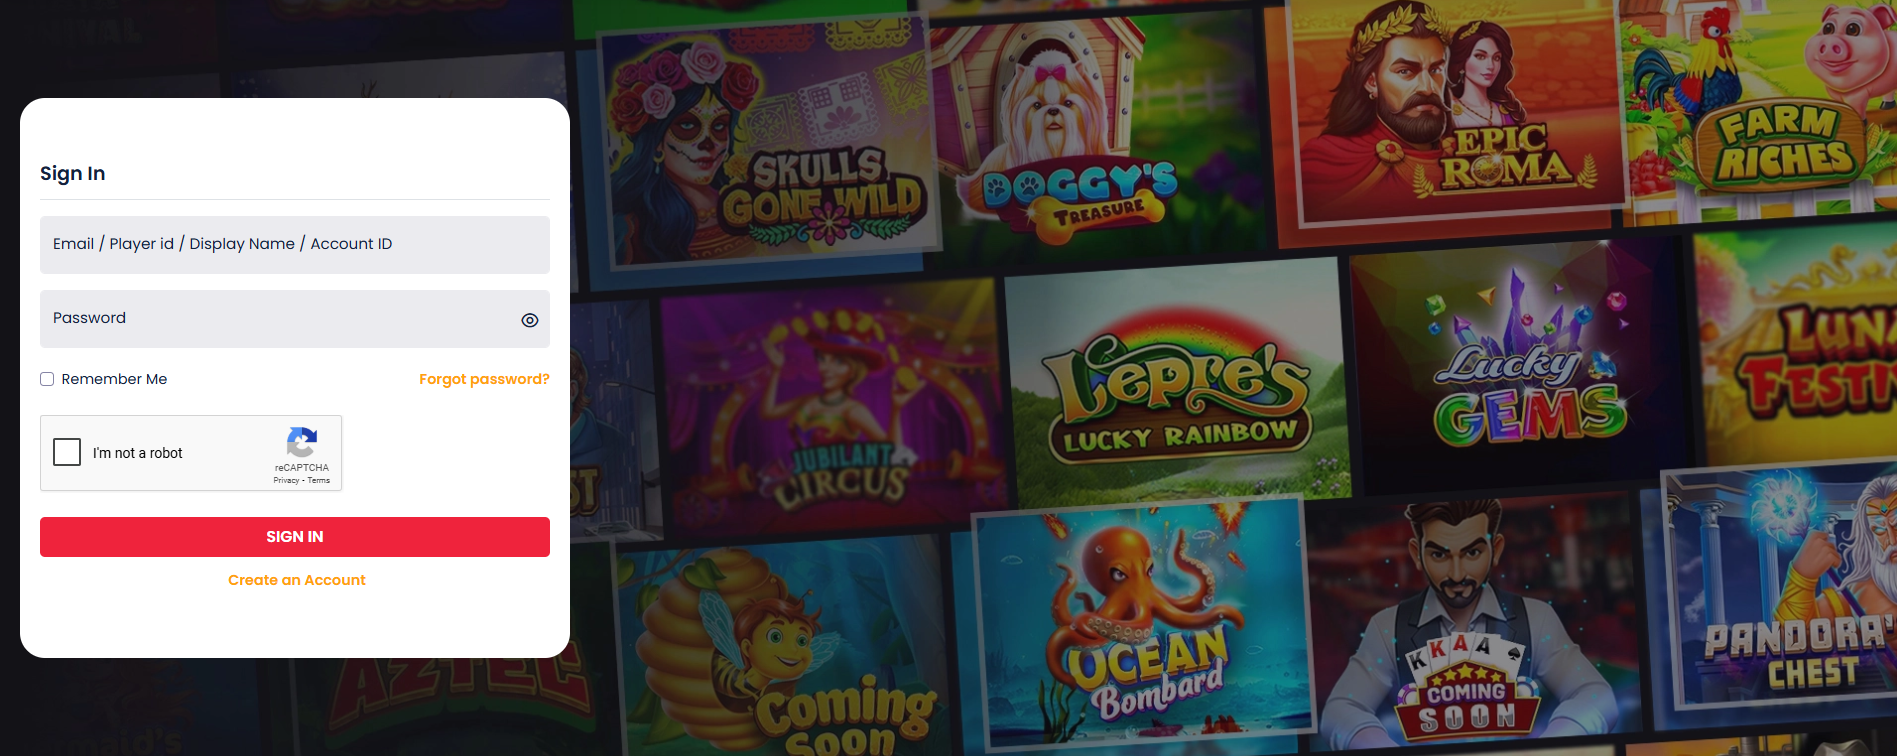 Sign In
Email / Player id / Display Name / Account ID
Password
Remember Me
Forgot password?
I'm not a robot
reCAPTCHA
Privacy - Terms
SIGN IN
Create an Account
SKULLS
GONE WILD
DOGGY'S
TREASURE
EPIC
ROMA
FARM
RICHES
JUBILANT
CIRCUS
Lepre's
LUCKY RAINBOW
Lucky
GEMS
FESTI
AZTEC
Coming
Soon
OCEAN
Bombard
KKAA
COMING
SOON
PANDORA'
CHEST